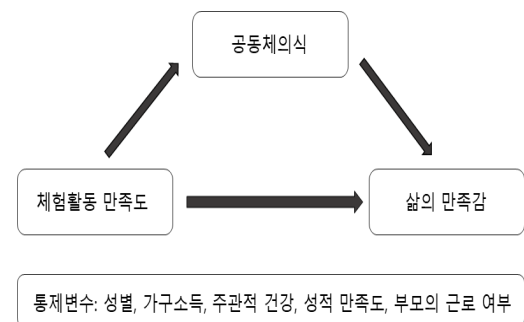 공동체의식
체험활동 만족도
삶의 만족감
통제변수: 성별, 가구소득, 주관적 건강, 성적 만족도, 부모의 근로 여부